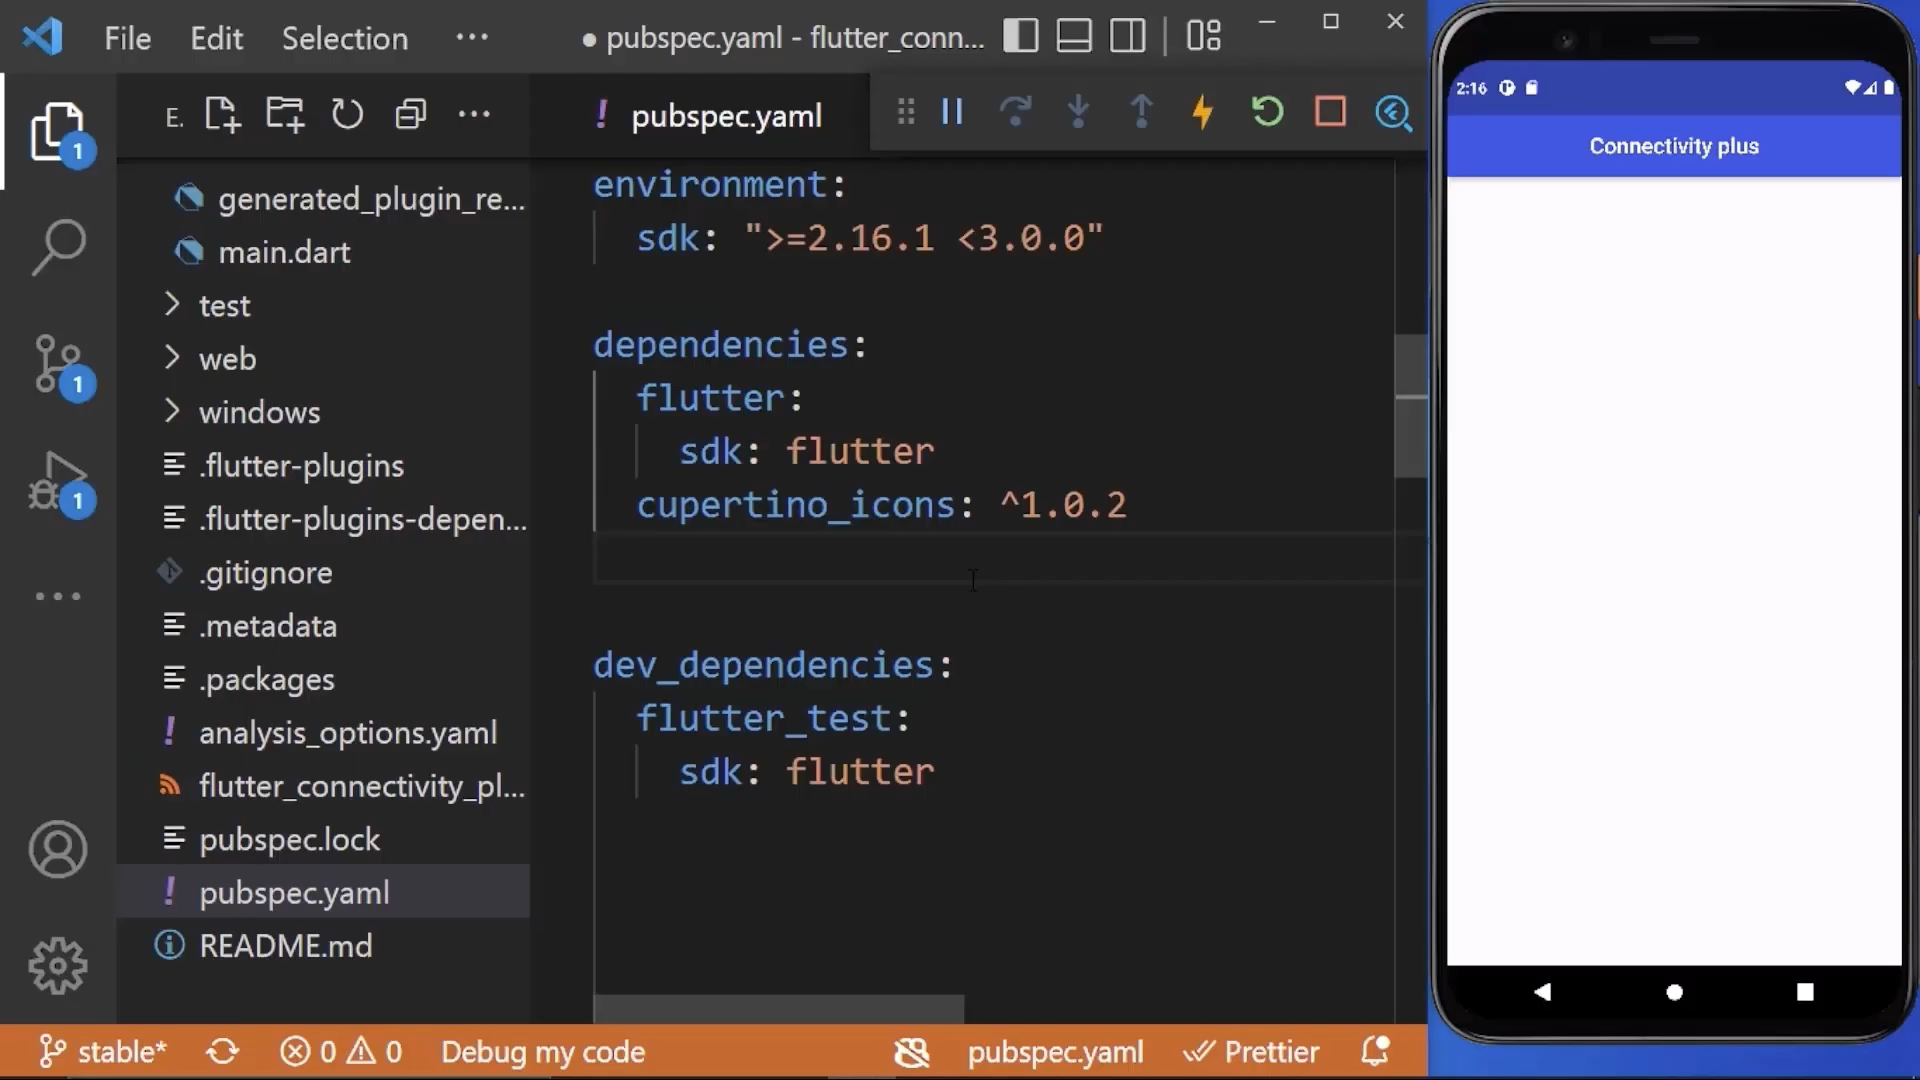 File Edit Selection ··· ● pubspec.yaml - flutter_conn...
E.
generated_plugin_re...
main.dart
test
web
windows
.flutter-plugins
.flutter-plugins-depen...
.gitignore
.metadata
.packages
analysis_options.yaml
flutter_connectivity_pl...
pubspec.lock
pubspec.yaml
README.md
1
1
1
! pubspec.yaml
environment:
sdk: ">=2.16.1 <3.0.0"
dependencies:
flutter:
sdk: flutter
cupertino_icons: ^1.0.2
dev_dependencies:
flutter_test:
sdk: flutter
stable* 0 0 Debug my code pubspec.yaml Prettier
2:16
Connectivity plus